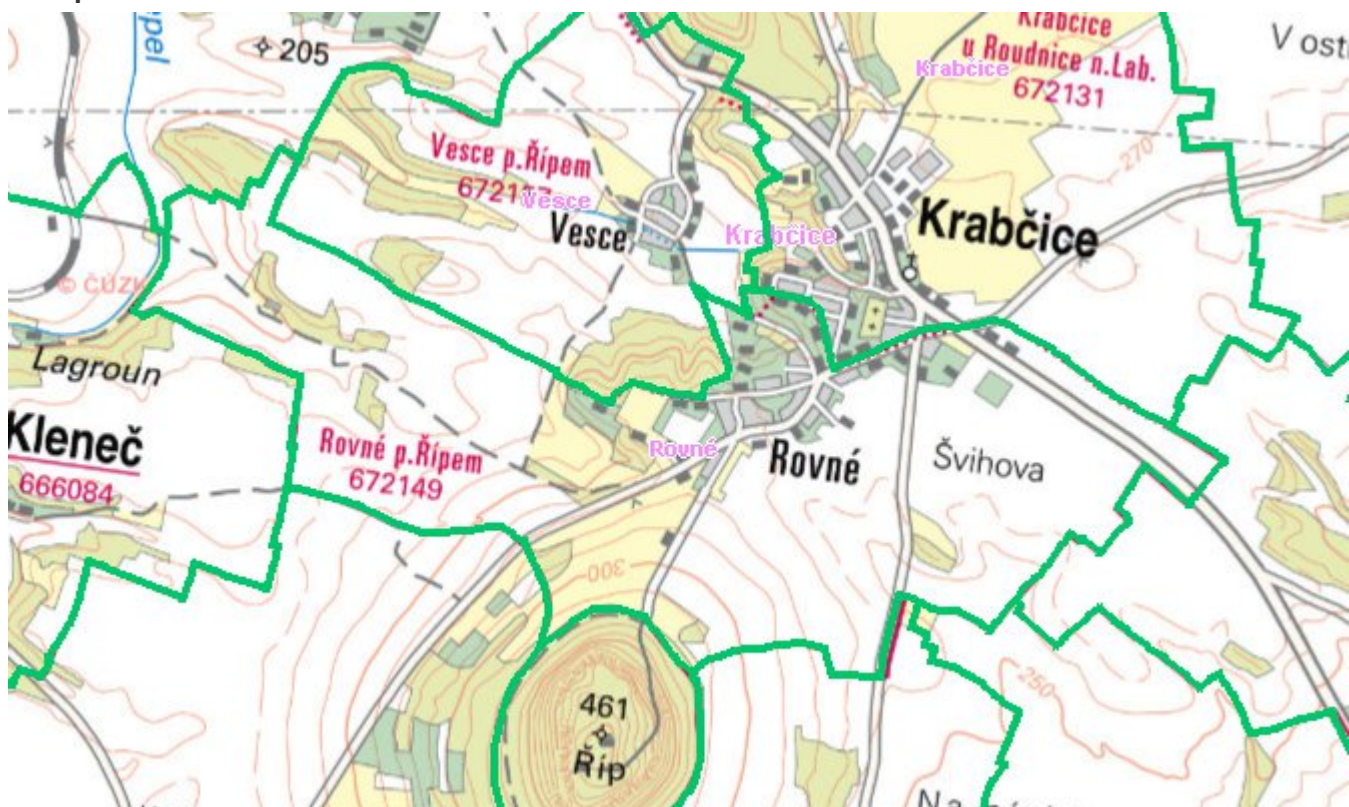 205
Krabčice
u Roudnice n.Lab.
672131
Krabčice
270
Vesce p.Řípem
Vesce
Vesce
Krabčice
Krabčice
© ČÚZK
Lagroun
Kleneč
666084
Rovné p.Řípem
672149
Rovné
Rovné
Švihova
300
250
461
Říp